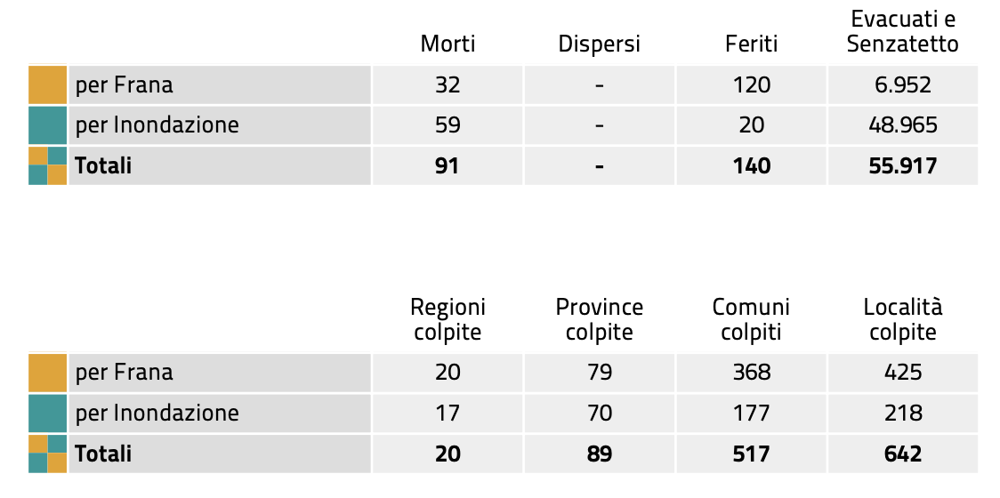 Morti Dispersi Feriti Evacuati e
Senzatetto
per Frana 32 - 120 6.952
per Inondazione 59 - 20 48.965
Totali 91 - 140 55.917
Regioni Province Comuni Località
colpite colpite colpiti colpite
per Frana 20 79 368 425
per Inondazione 17 70 177 218
Totali 20 89 517 642